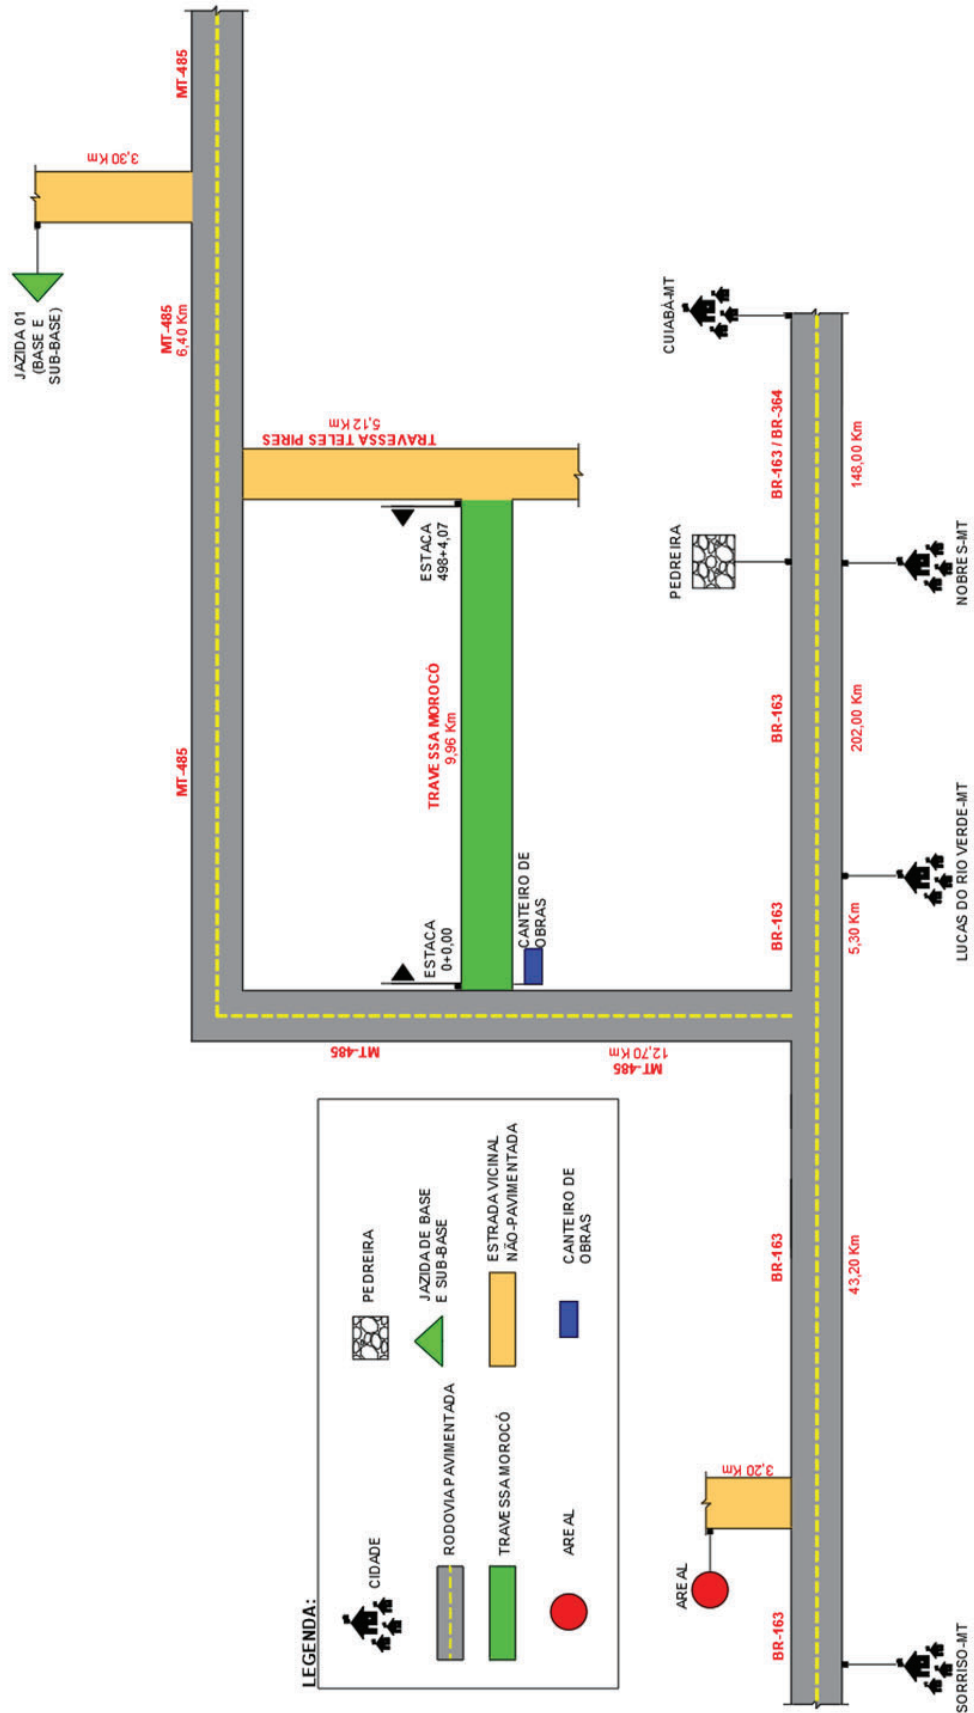 JAZIDA 01
(BASE E
SUB-BASE)
3,30 Km
MT-485
MT-485
6,40 Km
MT-485
TRAVESSA TELES PIRES
5,12 Km
ESTACA
498+4,07
TRAVESSA MOROCÓ
9,96 Km
ESTACA
0+0,00
CANTEIRO DE
OBRAS
MT-485
MT-485
12,70 Km
CUIABÁ-MT
BR-163 / BR-364
148,00 Km
PEDREIRA
NOBRES-MT
BR-163
202,00 Km
LUCAS DO RIO VERDE-MT
BR-163
5,30 Km
BR-163
43,20 Km
3,20 Km
AREAL
BR-163
SORRISO-MT
LEGENDA:
CIDADE
PEDREIRA
RODOVIA PAVIMENTADA
JAZIDA DE BASE
E SUB-BASE
TRAVESSA MOROCÓ
ESTRADA VICINAL
NÃO-PAVIMENTADA
AREAL
CANTEIRO DE
OBRAS